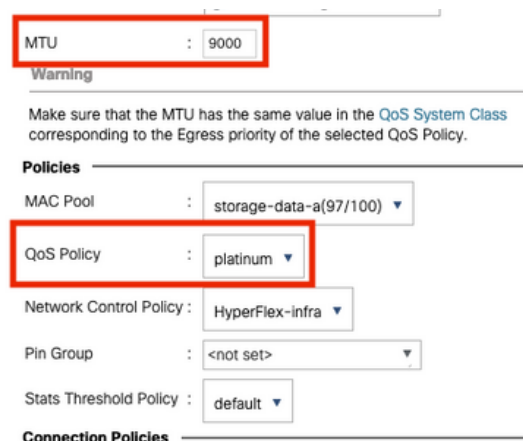 MTU : 9000
Warning
Make sure that the MTU has the same value in the QoS System Class
corresponding to the Egress priority of the selected QoS Policy.
Policies
MAC Pool : storage-data-a(97/100)
QoS Policy : platinum
Network Control Policy : HyperFlex-infra
Pin Group : <not set>
Stats Threshold Policy : default
Connection Policies